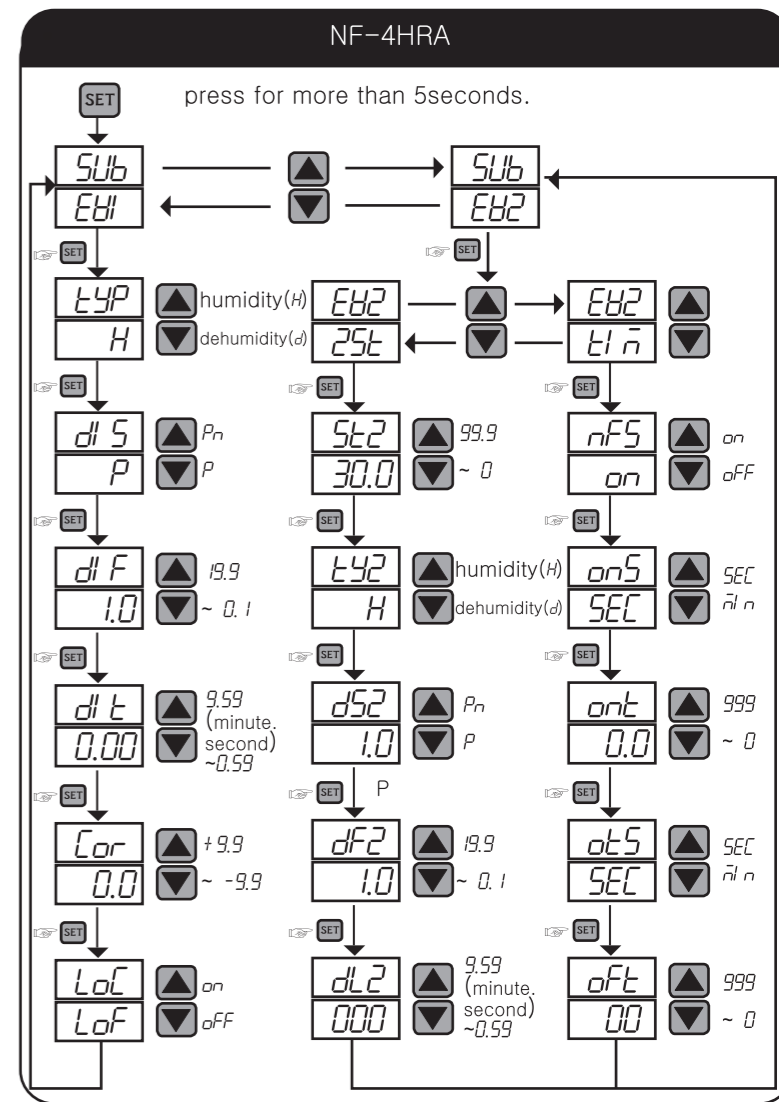 NF-4HRA
SET
press for more than 5seconds.
SUb
EV1
SUb
EV2
SET
SET
tYP
H
humidity(H)
dehumidity(d)
EV2
2St
EV2
tIm
SET
SET
SET
dIS
P
Pn
P
St2
30.0
99.9
~ 0
nFS
on
on
oFF
SET
SET
SET
dIF
1.0
19.9
~ 0.1
tY2
H
humidity(H)
dehumidity(d)
onS
SEC
SEC
mIn
SET
SET
SET
dIt
0.00
9.59
(minute.
second)
~0.59
dS2
1.0
Pn
P
ont
0.0
999
~ 0
SET
SET
P
SET
Cor
0.0
+9.9
~ -9.9
dF2
1.0
19.9
~ 0.1
otS
SEC
SEC
mIn
SET
SET
SET
LoC
LoF
on
oFF
dL2
000
9.59
(minute.
second)
~0.59
oFt
00
999
~ 0